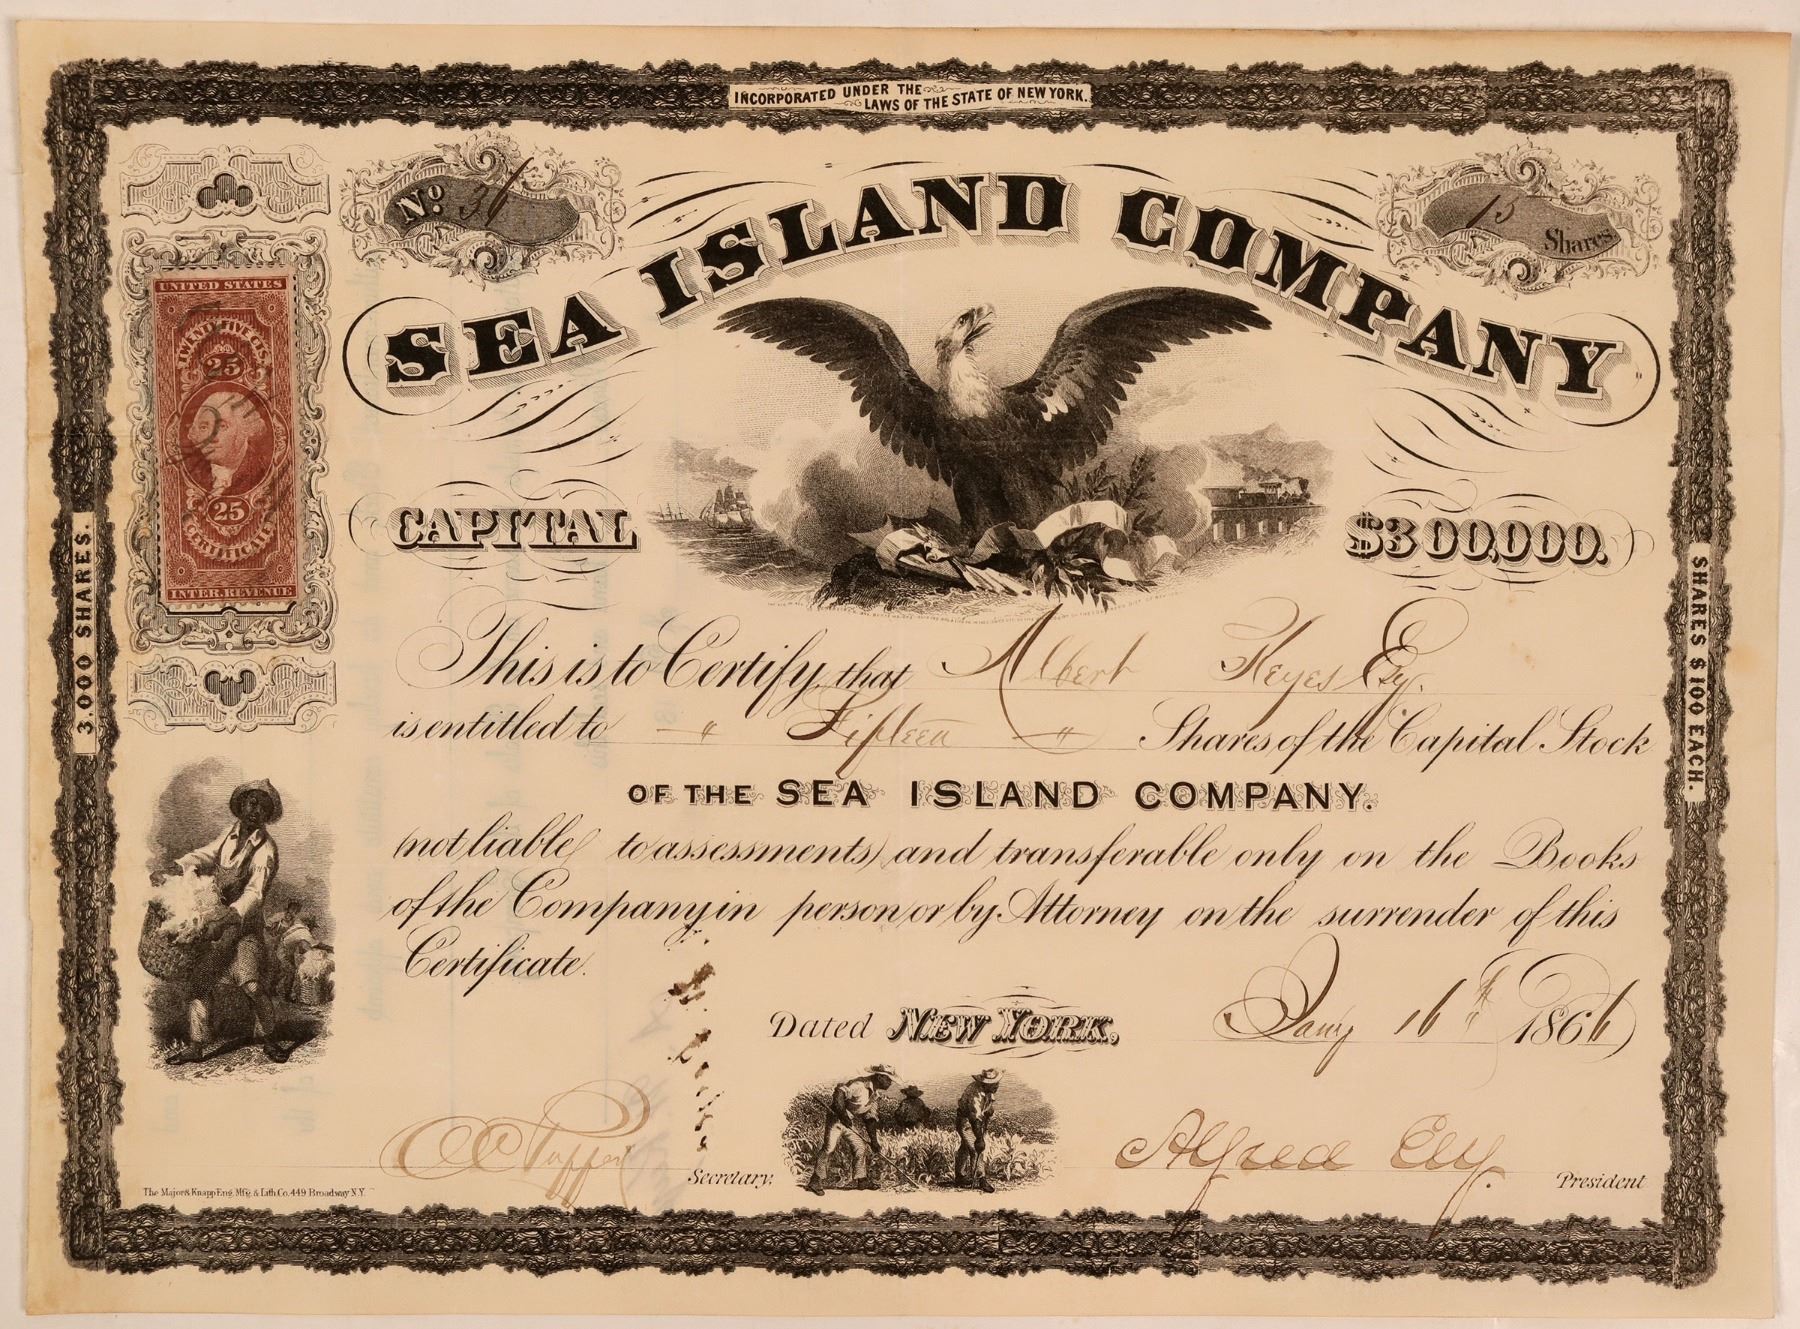 INCORPORATED UNDER THE
LAWS OF THE STATE OF NEW YORK.
No. 36
15 Shares
SEA ISLAND COMPANY
UNITED STATES
TWENTY FIVE CTS.
25
25
CERTIFICATE
INTER. REVENUE
CAPITAL $300,000.
3,000 SHARES.
SHARES $100 EACH.
This is to Certify that Albert Keyes Esq.
is entitled to " Fifteen " Shares of the Capital Stock
OF THE SEA ISLAND COMPANY.
(not liable to assessments) and transferable only on the Books
of the Company in person or by Attorney on the surrender of this
Certificate.
Dated NEW YORK, Jany 16th 1866
Secretary.
Alfred Ely. President
The Major & Knapp Eng. Mfg. & Lith. Co. 449 Broadway N.Y.